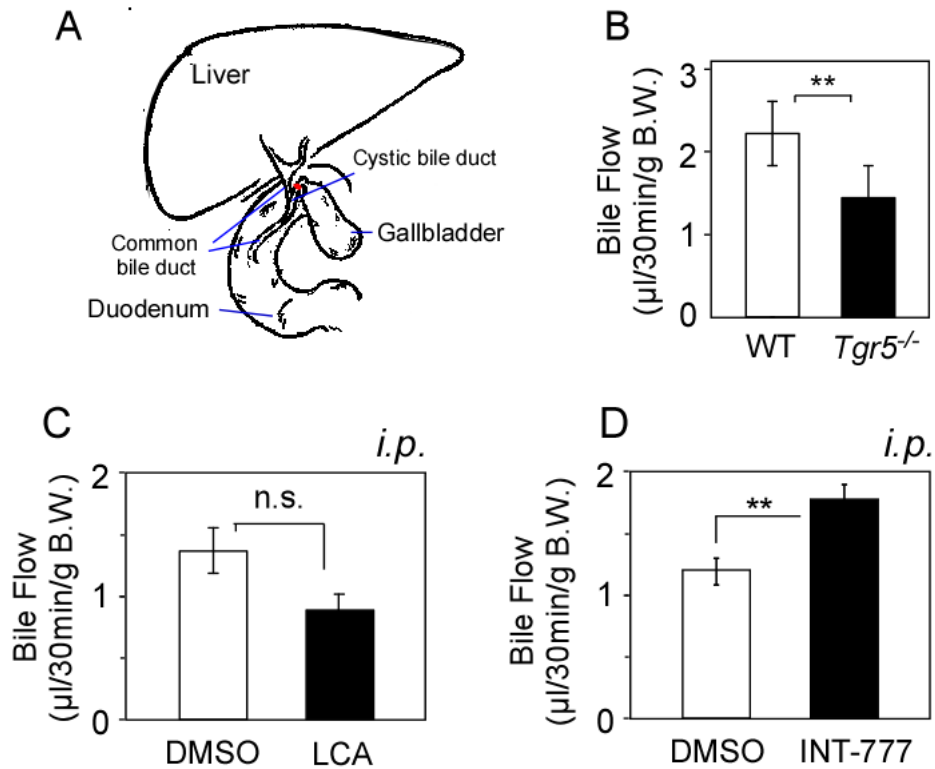 A
Liver
Cystic bile duct
Gallbladder
Common
bile duct
Duodenum
B
Bile Flow
(µl/30min/g B.W.)
3
2
1
0
**
WT
Tgr5-/-
C
i.p.
Bile Flow
(µl/30min/g B.W.)
2
1
0
n.s.
DMSO
LCA
D
i.p.
Bile Flow
(µl/30min/g B.W.)
2
1
0
**
DMSO
INT-777